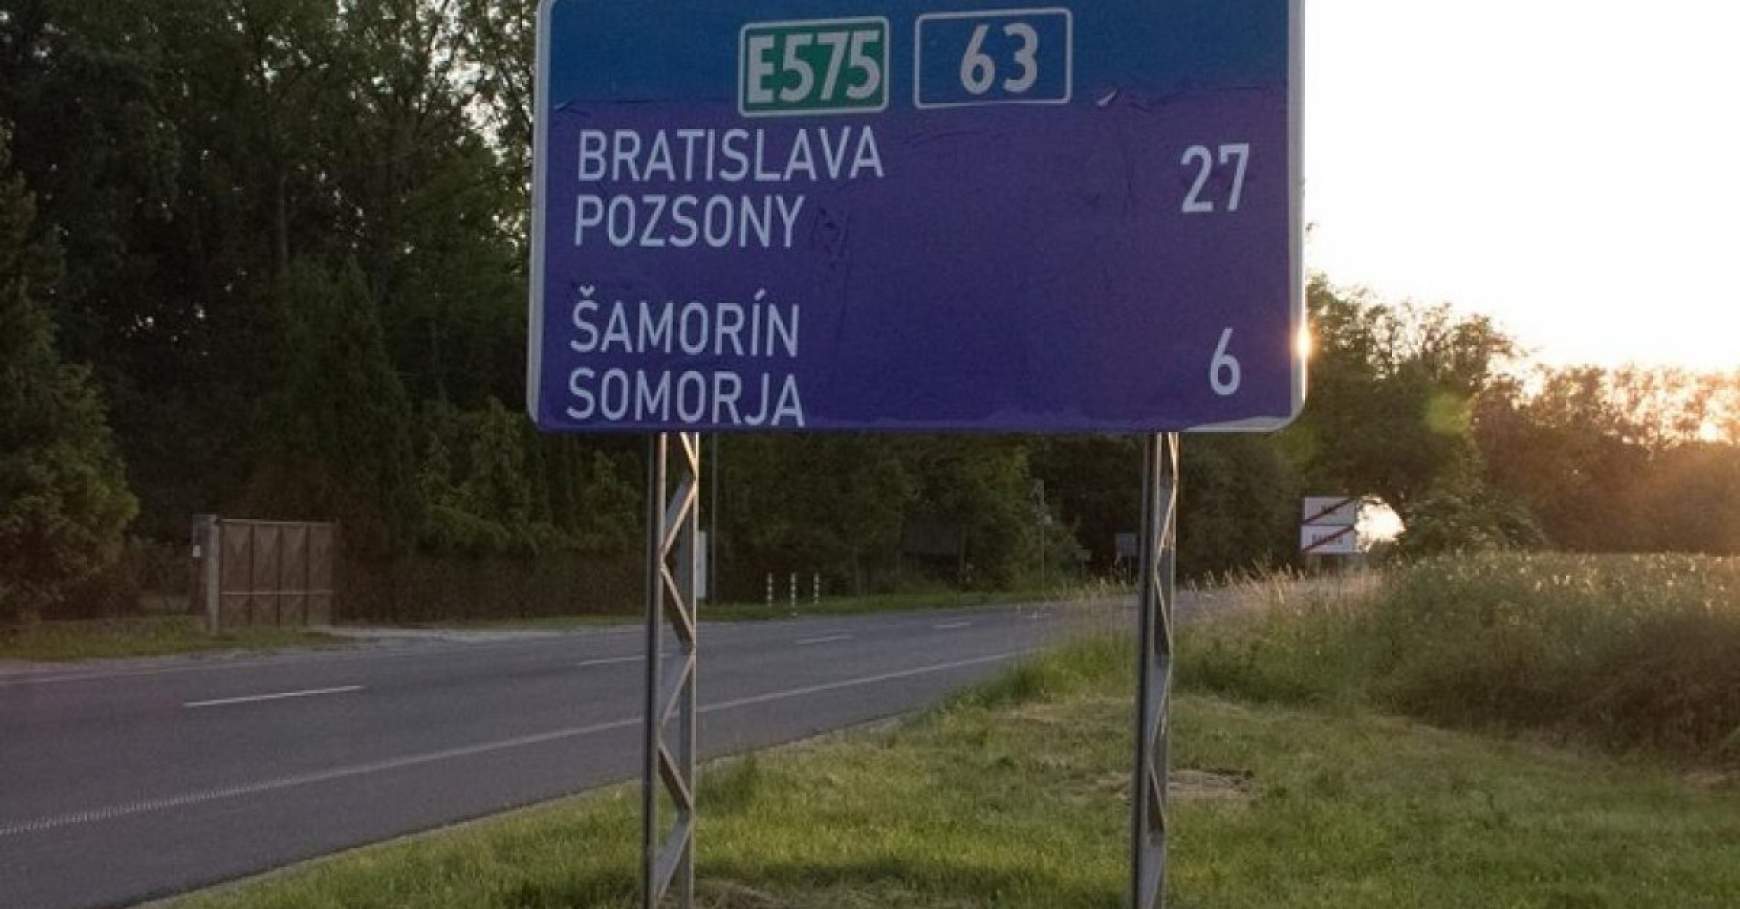 E575 63
BRATISLAVA 27
POZSONY
ŠAMORÍN 6
SOMORJA